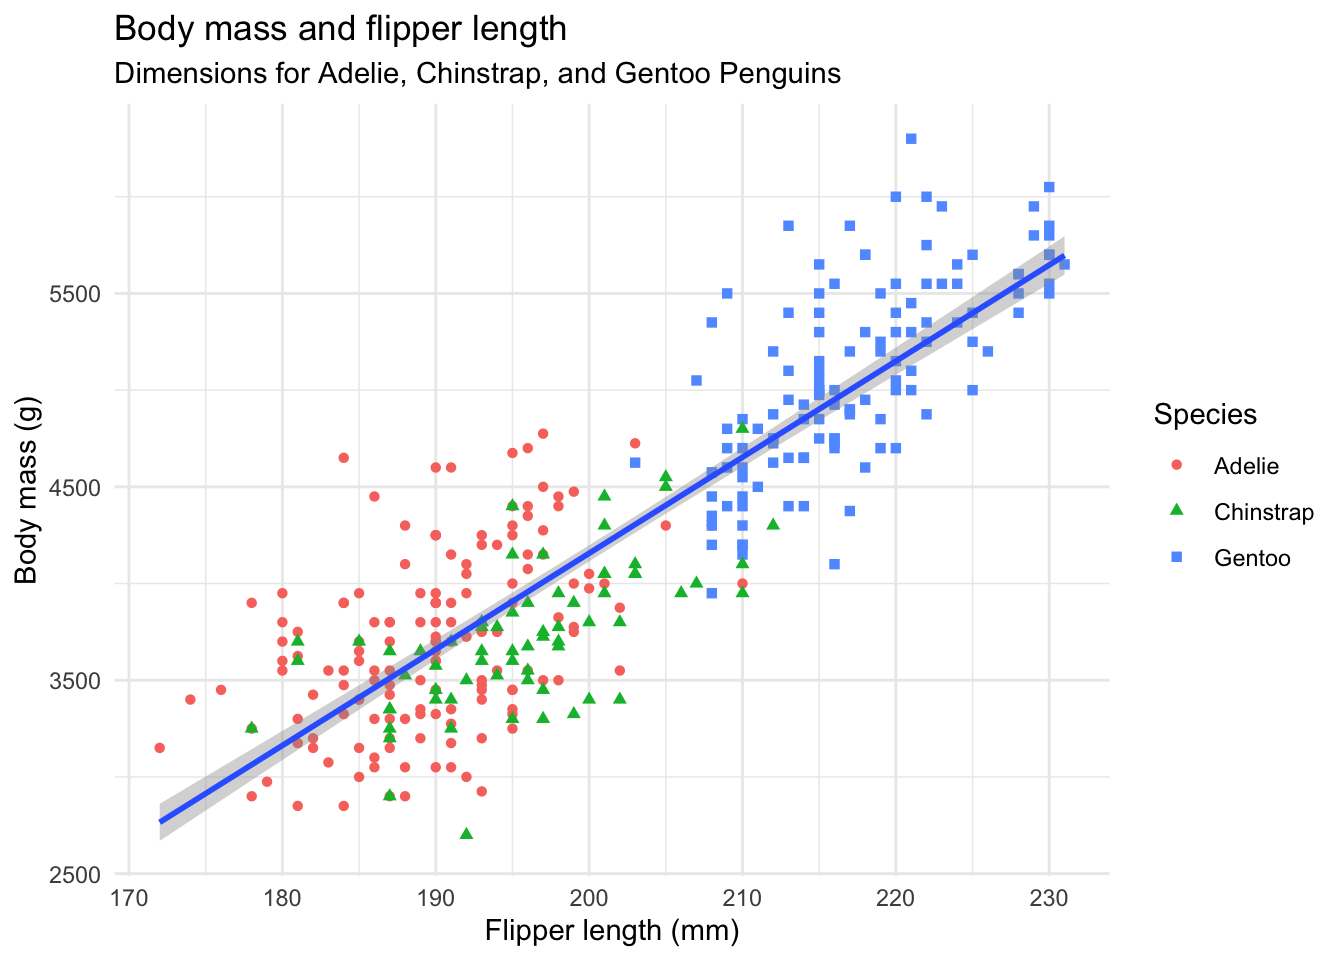 Body mass and flipper length
Dimensions for Adelie, Chinstrap, and Gentoo Penguins
5500
4500
3500
2500
Body mass (g)
170 180 190 200 210 220 230
Flipper length (mm)
Species
Adelie
Chinstrap
Gentoo